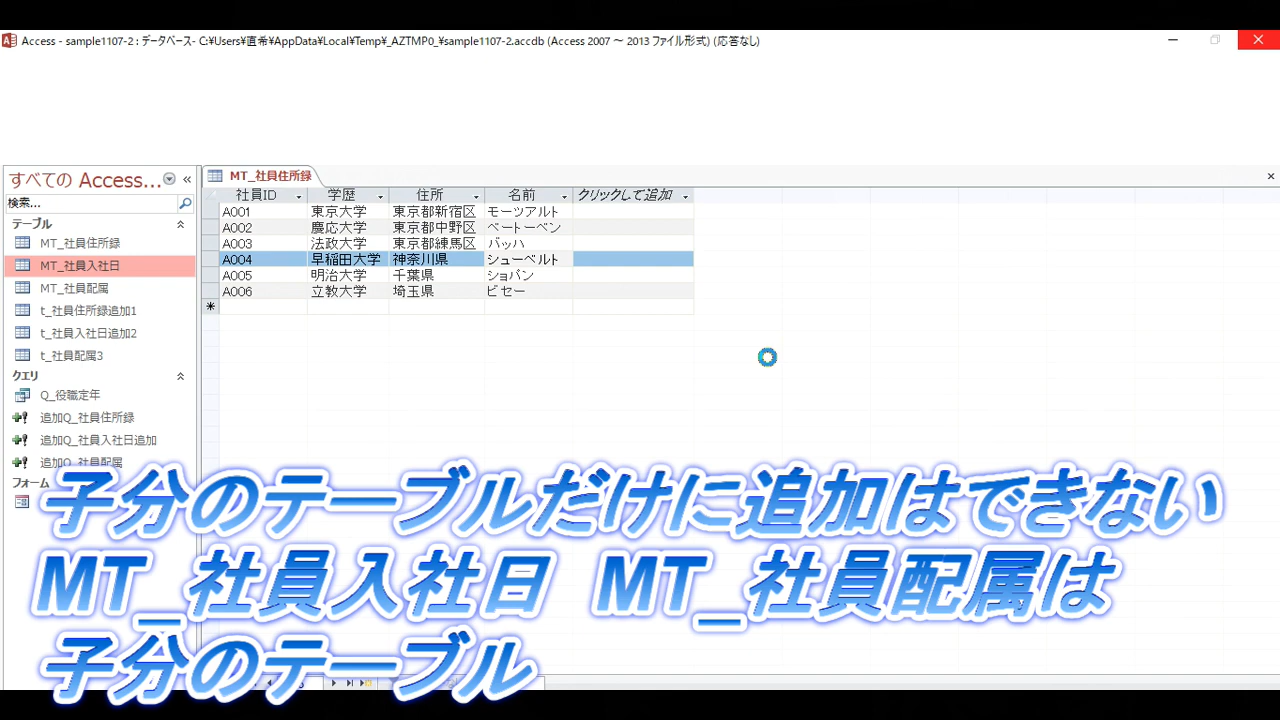 Access - sample1107-2 : データベース- C:¥Users¥直希¥AppData¥Local¥Temp¥_AZTMP0_¥sample1107-2.accdb (Access 2007 ～ 2013 ファイル形式) (応答なし)
すべての Access...
検索...
テーブル
MT_社員住所録
MT_社員入社日
MT_社員配属
t_社員住所録追加1
t_社員入社日追加2
t_社員配属3
クエリ
Q_役職定年
追加Q_社員住所録
追加Q_社員入社日追加
追加Q_社員配属
フォーム
MT_社員住所録
社員ID 学歴 住所 名前 クリックして追加
A001 東京大学 東京都新宿区 モーツアルト
A002 慶応大学 東京都中野区 ベートーベン
A003 法政大学 東京都練馬区 バッハ
A004 早稲田大学 神奈川県 シューベルト
A005 明治大学 千葉県 ショパン
A006 立教大学 埼玉県 ビゼー
子分のテーブルだけに追加はできない
MT_社員入社日 MT_社員配属は
子分のテーブル